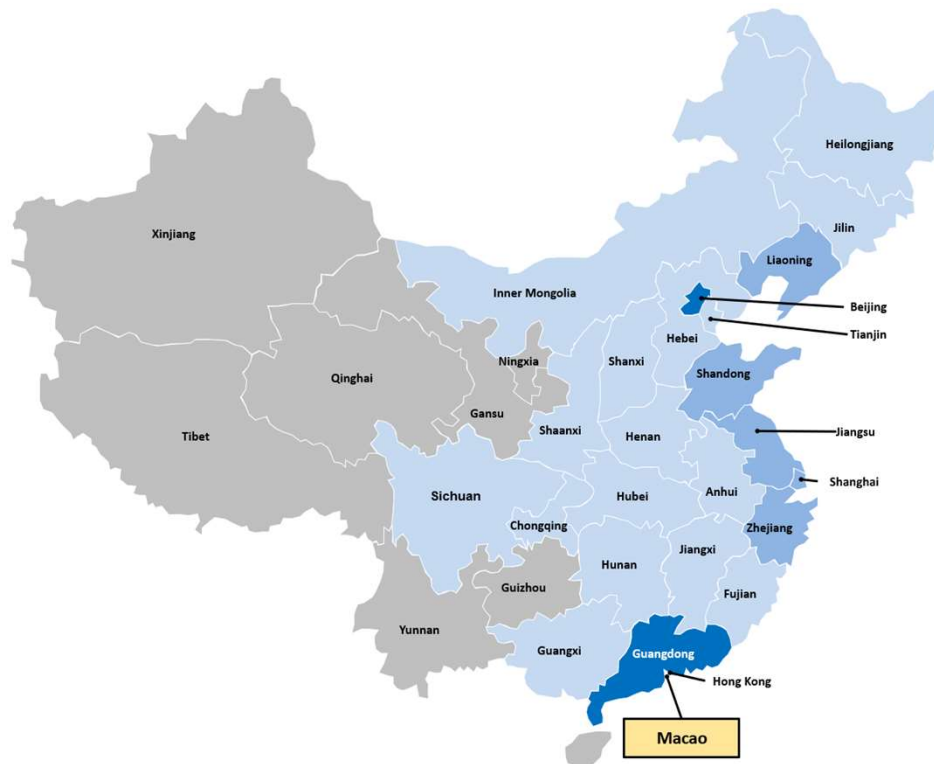 Heilongjiang
Xinjiang
Jilin
Liaoning
Inner Mongolia
Beijing
Tianjin
Hebei
Ningxia
Shanxi
Shandong
Qinghai
Gansu
Tibet
Shaanxi
Henan
Jiangsu
Shanghai
Sichuan
Hubei
Anhui
Chongqing
Zhejiang
Jiangxi
Hunan
Guizhou
Fujian
Yunnan
Guangxi
Guangdong
Hong Kong
Macao